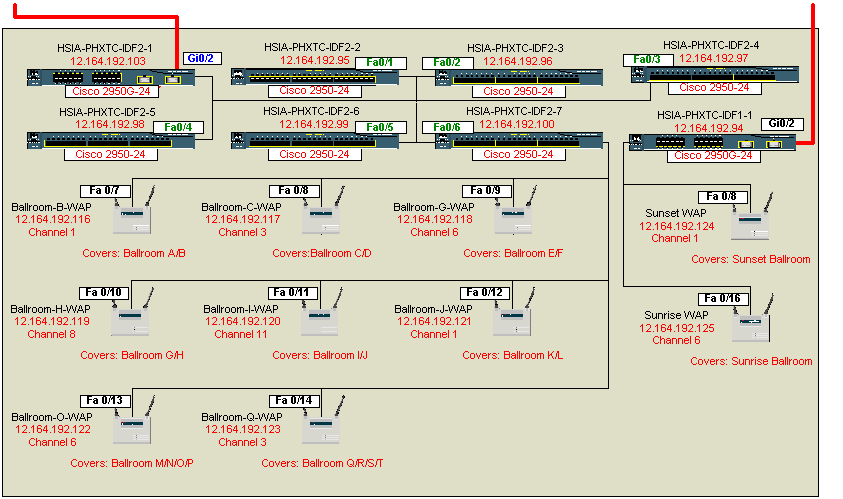 HSIA-PHXTC-IDF2-1
12.164.192.103
Gi0/2
Cisco 2950G-24
HSIA-PHXTC-IDF2-2
12.164.192.95
Fa0/1
Cisco 2950-24
HSIA-PHXTC-IDF2-3
Fa0/2
12.164.192.96
Cisco 2950-24
HSIA-PHXTC-IDF2-4
Fa0/3
12.164.192.97
Cisco 2950-24
HSIA-PHXTC-IDF2-5
12.164.192.98
Fa0/4
Cisco 2950-24
HSIA-PHXTC-IDF2-6
12.164.192.99
Fa0/5
Cisco 2950-24
HSIA-PHXTC-IDF2-7
Fa0/6
12.164.192.100
Cisco 2950-24
HSIA-PHXTC-IDF1-1
12.164.192.94
Gi0/2
Cisco 2950G-24
Fa 0/7
Ballroom-B-WAP
12.164.192.116
Channel 1
Covers: Ballroom A/B
Fa 0/8
Ballroom-C-WAP
12.164.192.117
Channel 3
Covers:Ballroom C/D
Fa 0/9
Ballroom-G-WAP
12.164.192.118
Channel 6
Covers: Ballroom E/F
Fa 0/8
Sunset WAP
12.164.192.124
Channel 1
Covers: Sunset Ballroom
Fa 0/10
Ballroom-H-WAP
12.164.192.119
Channel 8
Covers: Ballroom G/H
Fa 0/11
Ballroom-I-WAP
12.164.192.120
Channel 11
Covers: Ballroom I/J
Fa 0/12
Ballroom-J-WAP
12.164.192.121
Channel 1
Covers: Ballroom K/L
Fa 0/16
Sunrise WAP
12.164.192.125
Channel 6
Covers: Sunrise Ballroom
Fa 0/13
Ballroom-O-WAP
12.164.192.122
Channel 6
Covers: Ballroom M/N/O/P
Fa 0/14
Ballroom-Q-WAP
12.164.192.123
Channel 3
Covers: Ballroom Q/R/S/T